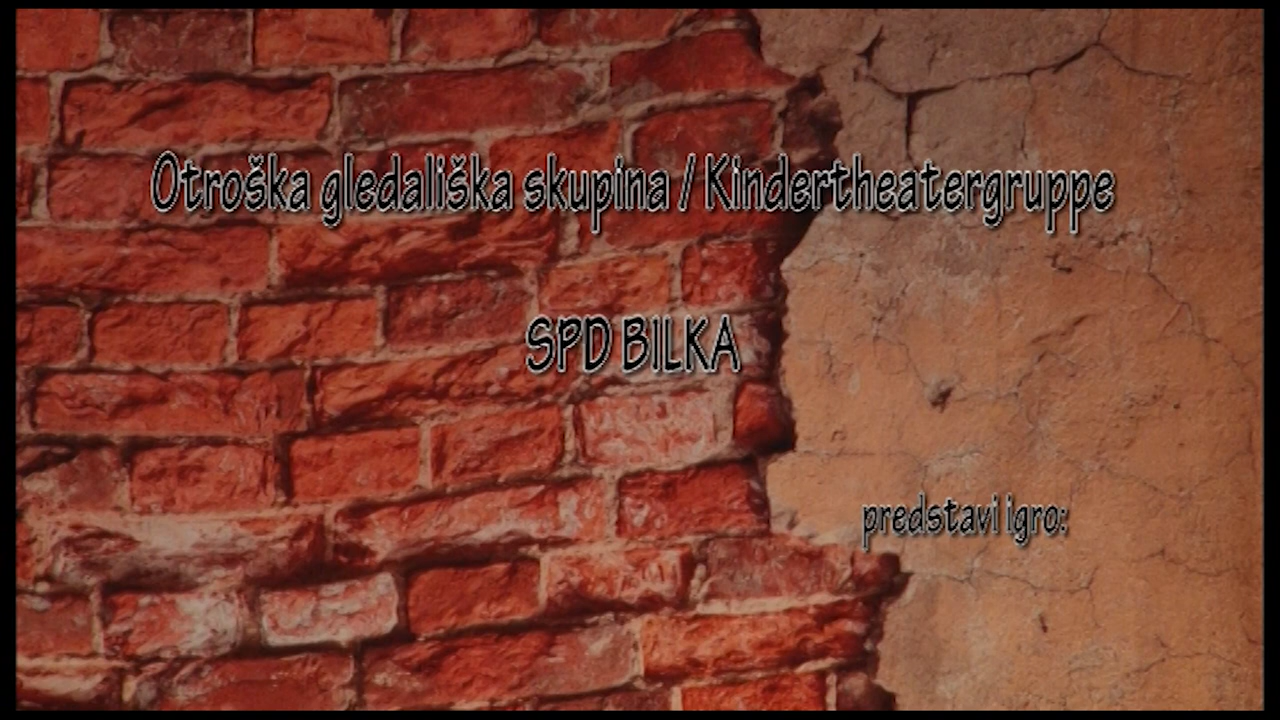 Otroška gledališka skupina / Kindertheatergruppe
SPD BILKA
predstavi igro: